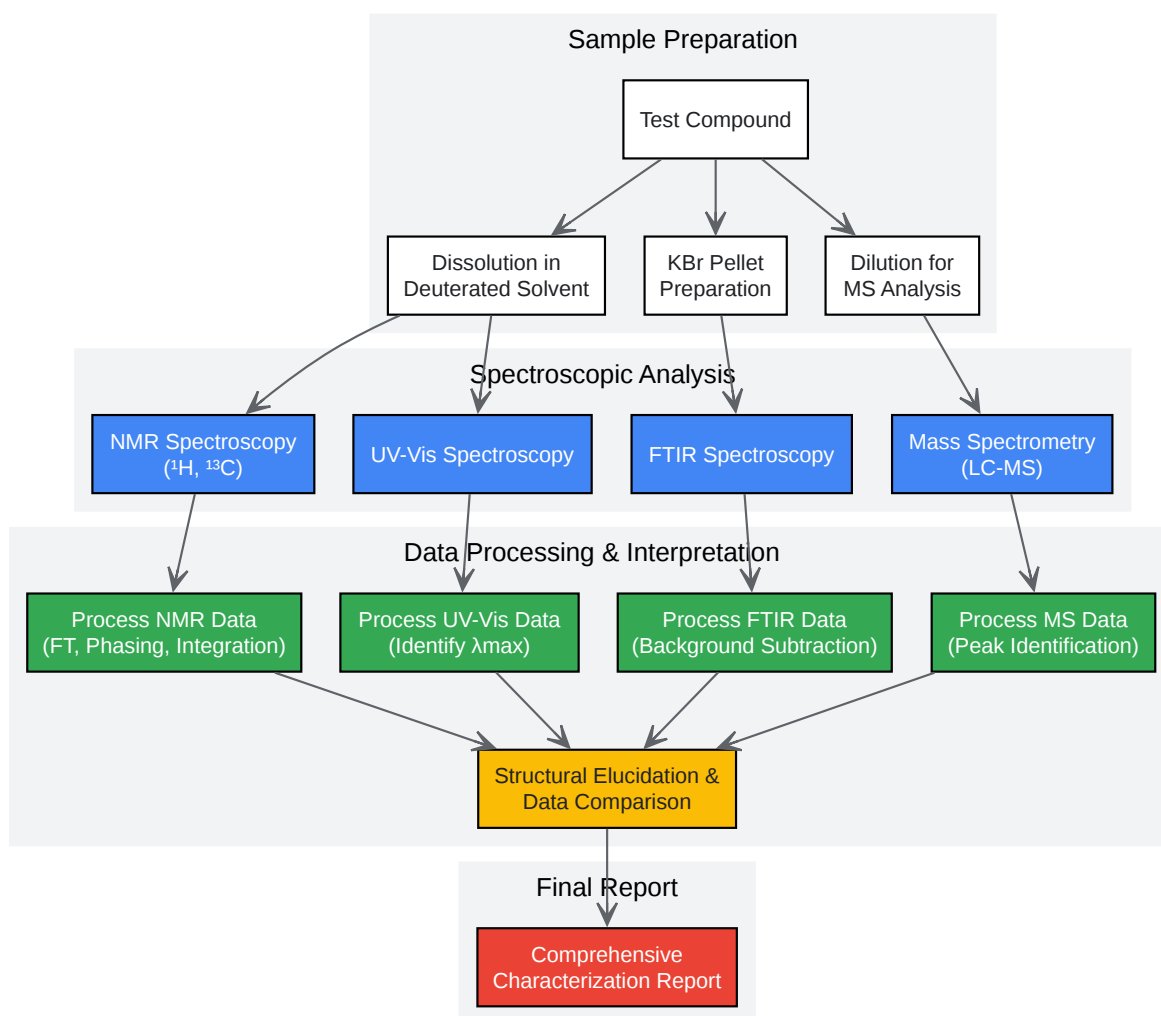 Sample Preparation
Test Compound
Dissolution in
Deuterated Solvent
KBr Pellet
Preparation
Dilution for
MS Analysis
Spectroscopic Analysis
NMR Spectroscopy
(¹H, ¹³C)
UV-Vis Spectroscopy
FTIR Spectroscopy
Mass Spectrometry
(LC-MS)
Data Processing & Interpretation
Process NMR Data
(FT, Phasing, Integration)
Process UV-Vis Data
(Identify λmax)
Process FTIR Data
(Background Subtraction)
Process MS Data
(Peak Identification)
Structural Elucidation &
Data Comparison
Final Report
Comprehensive
Characterization Report